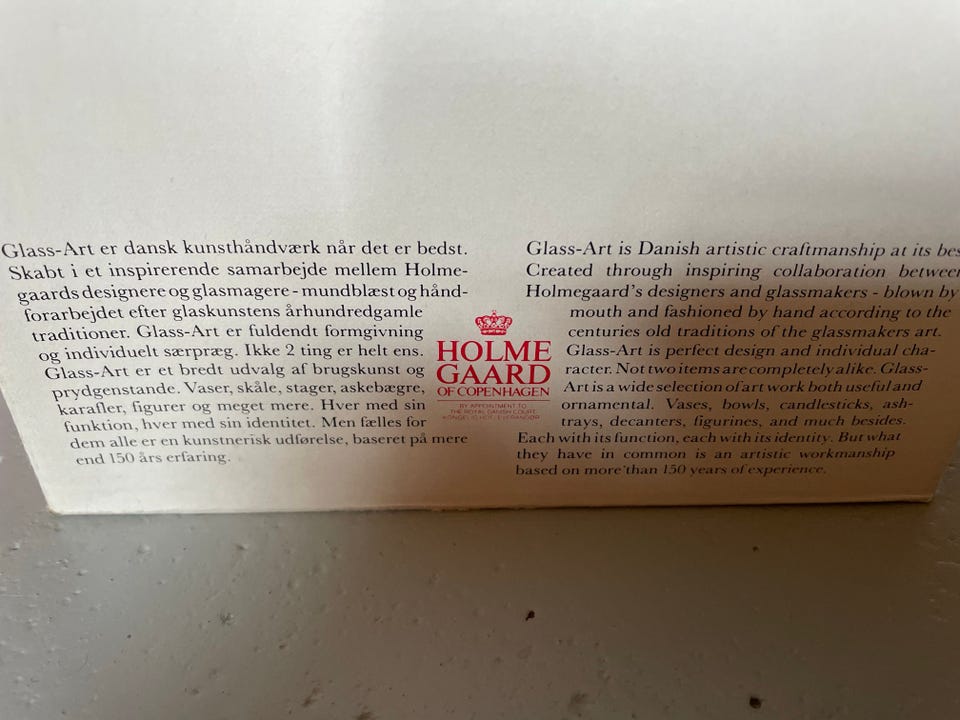 Glass-Art er dansk kunsthåndværk når det er bedst.
Skabt i et inspirerende samarbejde mellem Holme-
gaards designere og glasmagere - mundblæst og hånd-
forarbejdet efter glaskunstens århundredgamle
traditioner. Glass-Art er fuldendt formgivning
og individuelt særpræg. Ikke 2 ting er helt ens.
Glass-Art er et bredt udvalg af brugskunst og
prydgenstande. Vaser, skåle, stager, askebægre,
karafler, figurer og meget mere. Hver med sin
funktion, hver med sin identitet. Men fælles for
dem alle er en kunstnerisk udførelse, baseret på mere
end 150 års erfaring.
HOLME
GAARD
OF COPENHAGEN
BY APPOINTMENT TO
THE ROYAL DANISH COURT
KONGELIG HOFLEVERANDØR
Glass-Art is Danish artistic craftmanship at its bes
Created through inspiring collaboration between
Holmegaard's designers and glassmakers - blown by
mouth and fashioned by hand according to the
centuries old traditions of the glassmakers art.
Glass-Art is perfect design and individual cha-
racter. Not two items are completely alike. Glass-
Art is a wide selection of art work both useful and
ornamental. Vases, bowls, candlesticks, ash-
trays, decanters, figurines, and much besides.
Each with its function, each with its identity. But what
they have in common is an artistic workmanship
based on more than 150 years of experience.